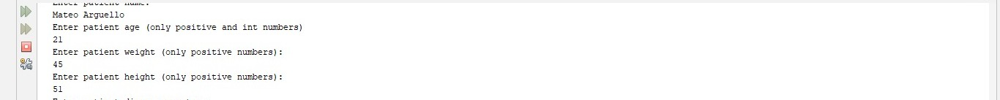 Enter patient name:
Mateo Arguello
Enter patient age (only positive and int numbers)
21
Enter patient weight (only positive numbers):
45
Enter patient height (only positive numbers):
51